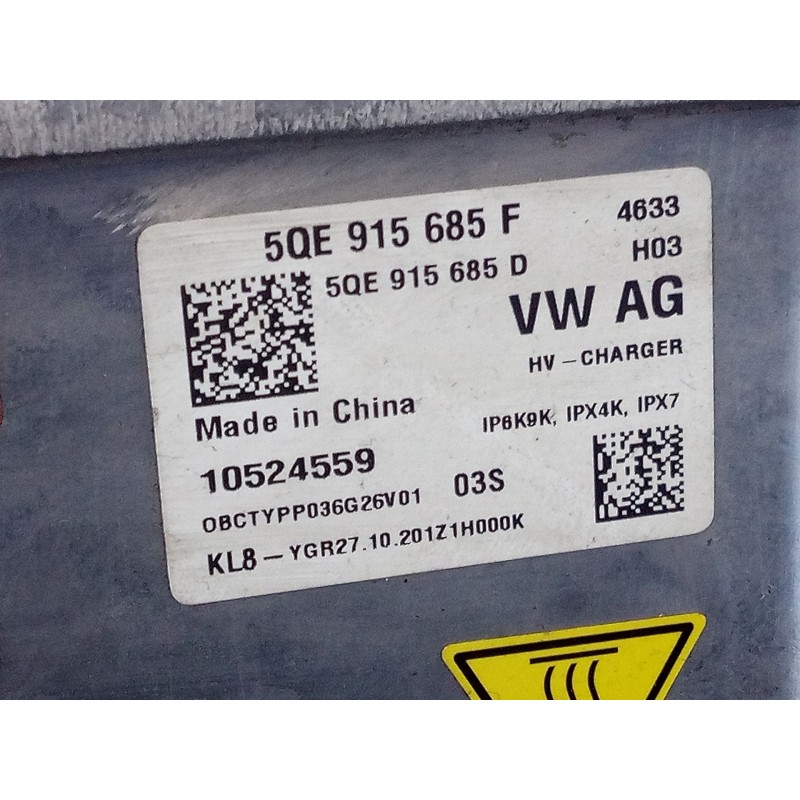 5QE 915 685 F
4633
5QE 915 685 D
H03
VW AG
HV-CHARGER
Made in China
IP6K9K, IPX4K, IPX7
10524559
OBCTYPP036G26V01 03S
KL8-YGR27.10.201Z1H000K